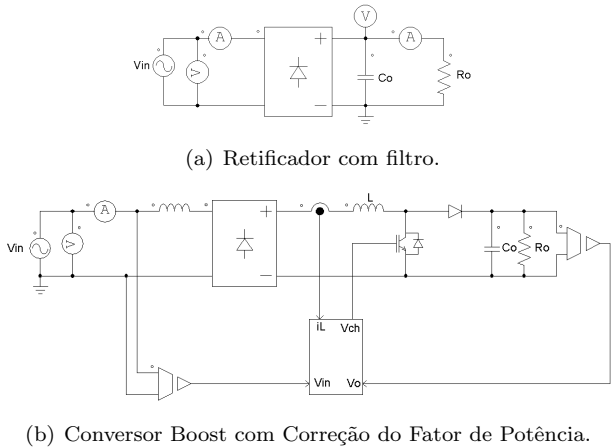 V
A
A
Vin
V
+
−
Co
Ro
(a) Retificador com filtro.
A
L
Vin
V
+
−
Co
Ro
iL
Vch
Vin
Vo
(b) Conversor Boost com Correção do Fator de Potência.